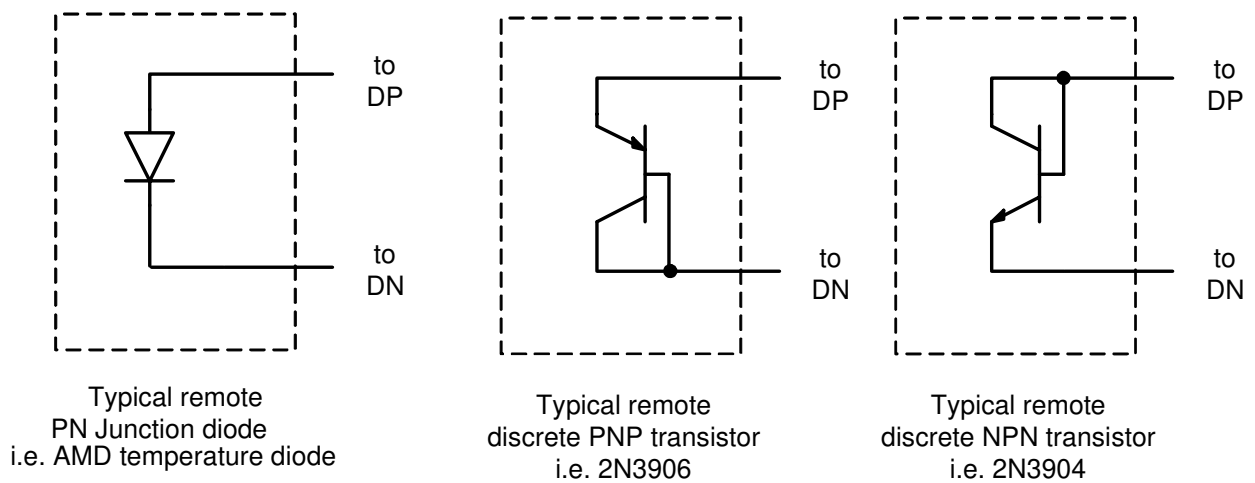 to
DP
to
DN
Typical remote
PN Junction diode
i.e. AMD temperature diode
to
DP
to
DN
Typical remote
discrete PNP transistor
i.e. 2N3906
to
DP
to
DN
Typical remote
discrete NPN transistor
i.e. 2N3904